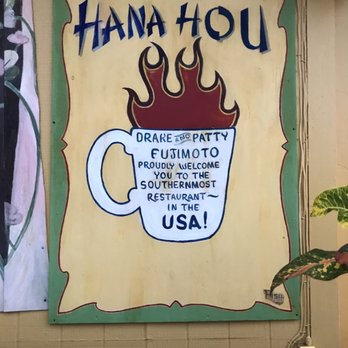 HANA HOU
DRAKE AND PATTY
FUJIMOTO
PROUDLY WELCOME
YOU TO THE
SOUTHERNMOST
RESTAURANT~
IN THE
USA!